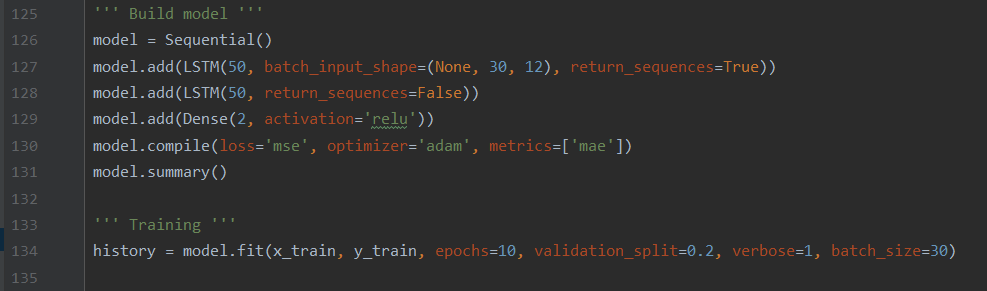 125 ''' Build model '''
126 model = Sequential()
127 model.add(LSTM(50, batch_input_shape=(None, 30, 12), return_sequences=True))
128 model.add(LSTM(50, return_sequences=False))
129 model.add(Dense(2, activation='relu'))
130 model.compile(loss='mse', optimizer='adam', metrics=['mae'])
131 model.summary()
132
133 ''' Training '''
134 history = model.fit(x_train, y_train, epochs=10, validation_split=0.2, verbose=1, batch_size=30)
135